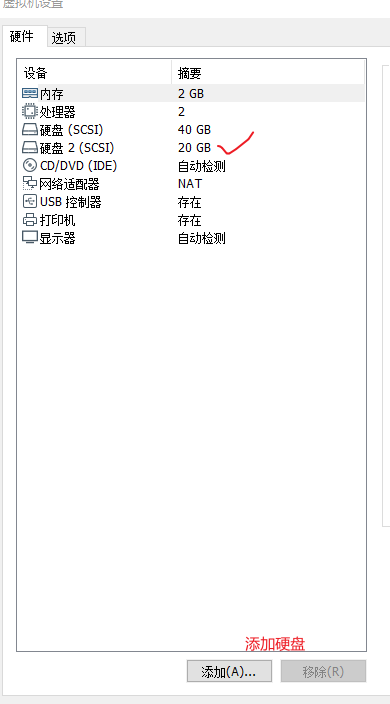 虚拟机设置
硬件 选项
设备 摘要
内存 2 GB
处理器 2
硬盘 (SCSI) 40 GB
硬盘 2 (SCSI) 20 GB
CD/DVD (IDE) 自动检测
网络适配器 NAT
USB 控制器 存在
打印机 存在
显示器 自动检测
添加硬盘
添加(A)... 移除(R)